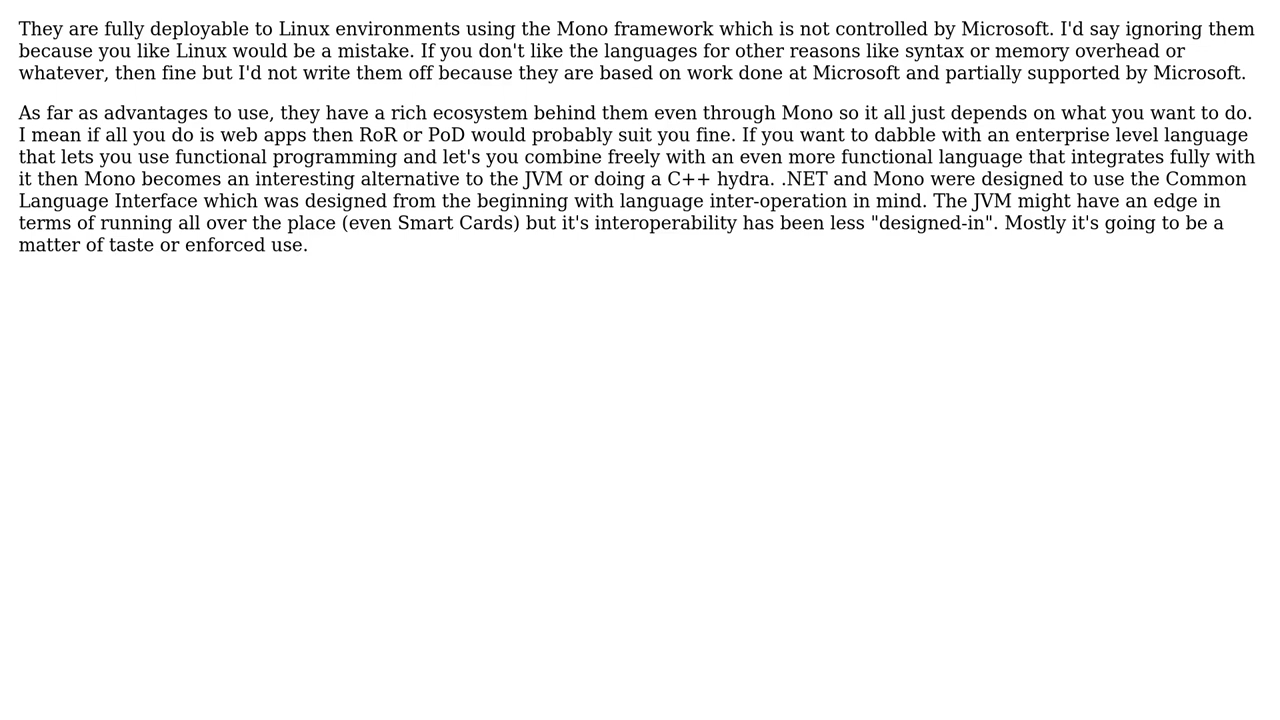 They are fully deployable to Linux environments using the Mono framework which is not controlled by Microsoft. I'd say ignoring them
because you like Linux would be a mistake. If you don't like the languages for other reasons like syntax or memory overhead or
whatever, then fine but I'd not write them off because they are based on work done at Microsoft and partially supported by Microsoft.
As far as advantages to use, they have a rich ecosystem behind them even through Mono so it all just depends on what you want to do.
I mean if all you do is web apps then RoR or PoD would probably suit you fine. If you want to dabble with an enterprise level language
that lets you use functional programming and let's you combine freely with an even more functional language that integrates fully with
it then Mono becomes an interesting alternative to the JVM or doing a C++ hydra. .NET and Mono were designed to use the Common
Language Interface which was designed from the beginning with language inter-operation in mind. The JVM might have an edge in
terms of running all over the place (even Smart Cards) but it's interoperability has been less "designed-in". Mostly it's going to be a
matter of taste or enforced use.